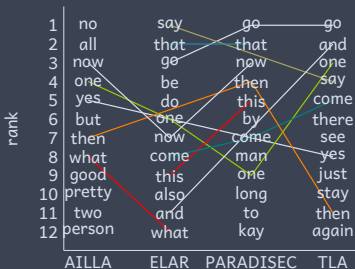 1 no say go go
2 all that that and
3 now go now one
4 one be then say
5 yes do this come
6 but one by there
7 then now come see
8 what come man yes
9 good this one just
10 pretty also long stay
11 two and to then
12 person what kay again
rank
AILLA ELAR PARADISEC TLA